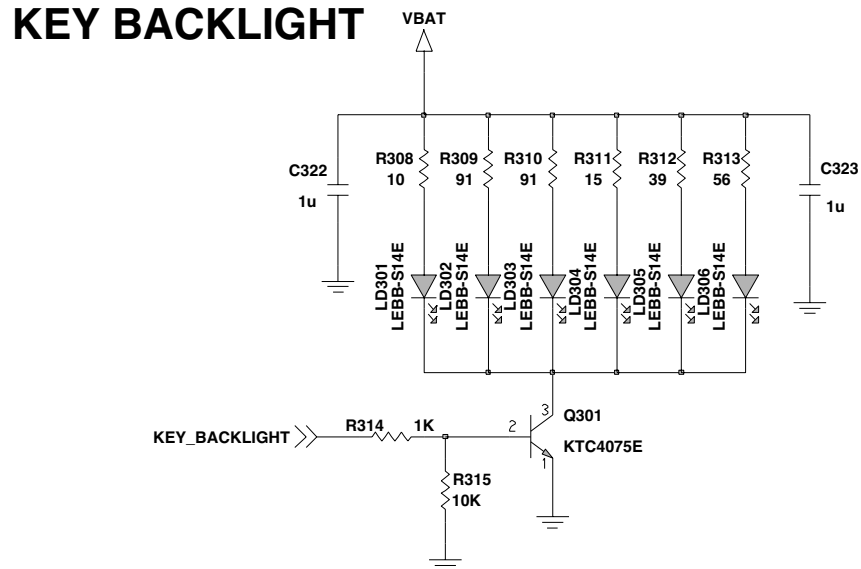 KEY BACKLIGHT
VBAT
C322
1u
R308
10
R309
91
R310
91
R311
15
R312
39
R313
56
C323
1u
LD301
LEBB-S14E
LD302
LEBB-S14E
LD303
LEBB-S14E
LD304
LEBB-S14E
LD305
LEBB-S14E
LD306
LEBB-S14E
KEY_BACKLIGHT
R314
1K
2
3
1
Q301
KTC4075E
R315
10K